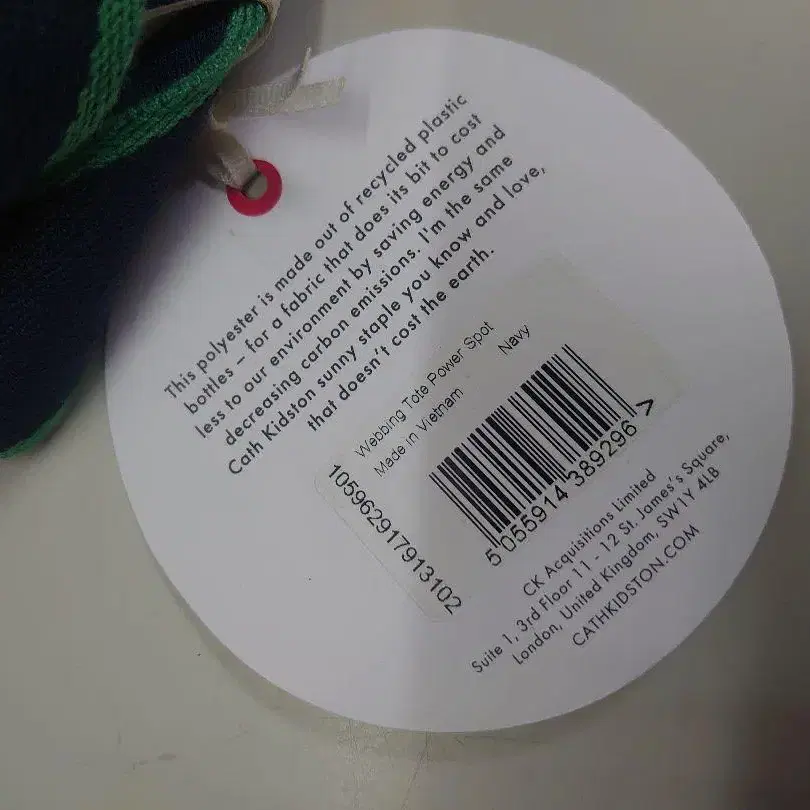 This polyester is made out of recycled plastic
bottles – for a fabric that does its bit to cost
less to our environment by saving energy and
decreasing carbon emissions. I'm the same
Cath Kidston sunny staple you know and love,
that doesn't cost the earth.
Webbing Tote Power Spot
Made in Vietnam Navy
5 055914 389296 >
105962917913102
CK Acquisitions Limited
Suite 1, 3rd Floor 11 - 12 St. James's Square,
London, United Kingdom, SW1Y 4LB
CATHKIDSTON.COM